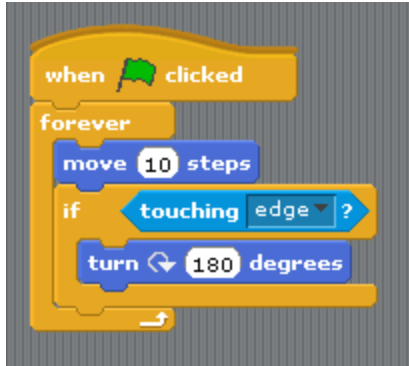 when clicked
forever
move 10 steps
if touching edge ?
turn 180 degrees